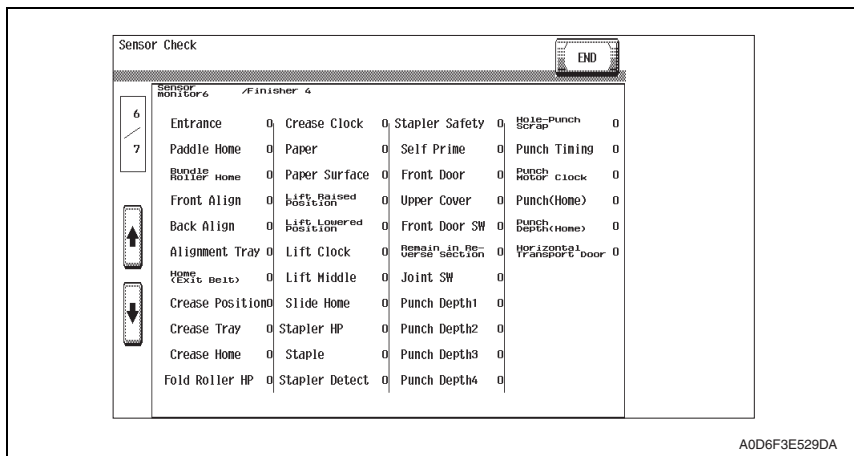 Sensor Check
END
Sensor monitor6 /Finisher 4
6
/
7
Entrance 0
Paddle Home 0
Bundle Roller Home 0
Front Align 0
Back Align 0
Alignment Tray 0
Home (Exit Belt) 0
Crease Position 0
Crease Tray 0
Crease Home 0
Fold Roller HP 0
Crease Clock 0
Paper 0
Paper Surface 0
Lift Raised Position 0
Lift Lowered Position 0
Lift Clock 0
Lift Middle 0
Slide Home 0
Stapler HP 0
Staple 0
Stapler Detect 0
Stapler Safety 0
Self Prime 0
Front Door 0
Upper Cover 0
Front Door SW 0
Remain in Re-verse Section 0
Joint SW 0
Punch Depth1 0
Punch Depth2 0
Punch Depth3 0
Punch Depth4 0
Hole-Punch Scrap 0
Punch Timing 0
Punch Motor Clock 0
Punch(Home) 0
Punch Depth(Home) 0
Horizontal Transport Door 0
A0D6F3E529DA